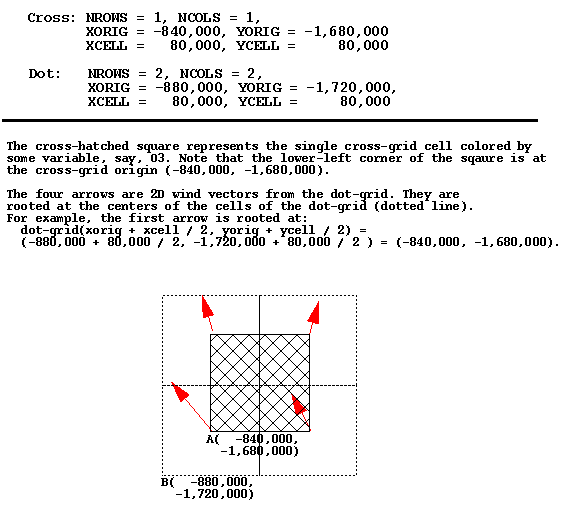 Cross: NROWS = 1, NCOLS = 1,
XORIG = -840,000, YORIG = -1,680,000
XCELL =   80,000, YCELL =     80,000
Dot:   NROWS = 2, NCOLS = 2,
XORIG = -880,000, YORIG = -1,720,000,
XCELL =   80,000, YCELL =     80,000
The cross-hatched square represents the single cross-grid cell colored by
some variable, say, O3. Note that the lower-left corner of the sqaure is at
the cross-grid origin (-840,000, -1,680,000).
The four arrows are 2D wind vectors from the dot-grid. They are
rooted at the centers of the cells of the dot-grid (dotted line).
For example, the first arrow is rooted at:
dot-grid(xorig + xcell / 2, yorig + ycell / 2) =
(-880,000 + 80,000 / 2, -1,720,000 + 80,000 / 2 ) = (-840,000, -1,680,000).
A(  -840,000,
-1,680,000)
B(  -880,000,
-1,720,000)